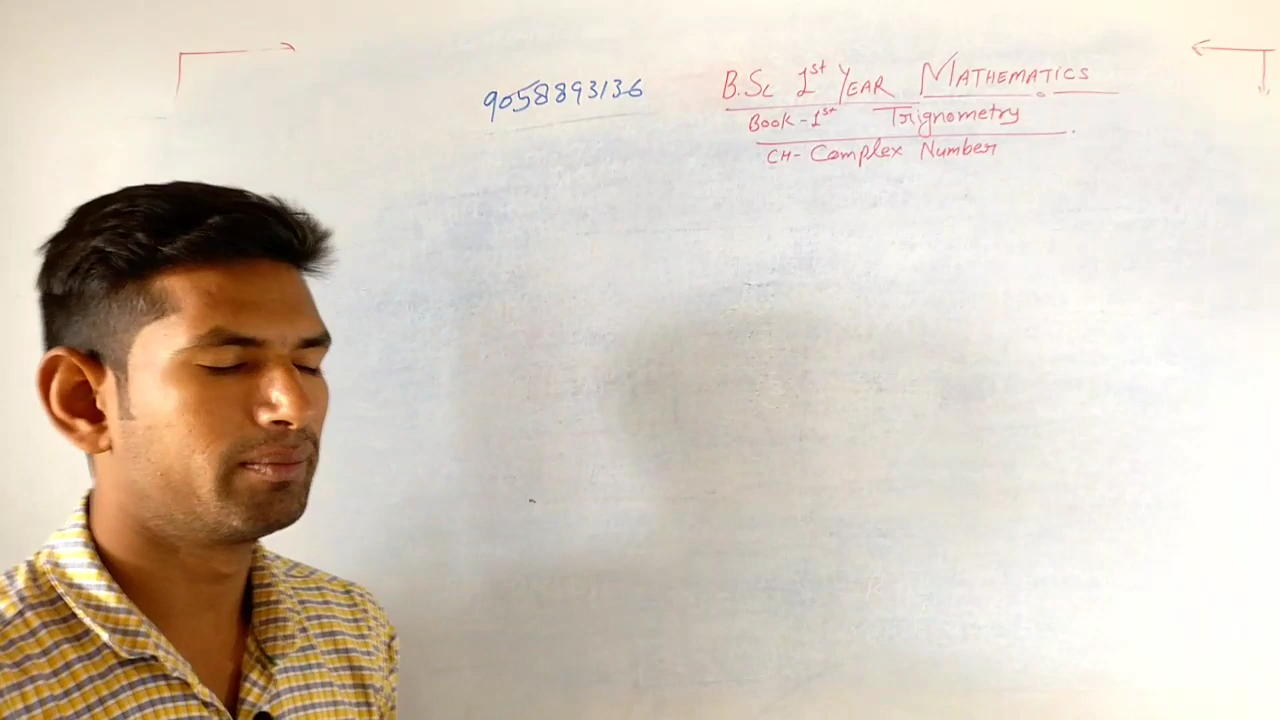 9058893136
B.Sc 1st YEAR MATHEMATICS
Book-1st Trignometry
CH- Complex Number